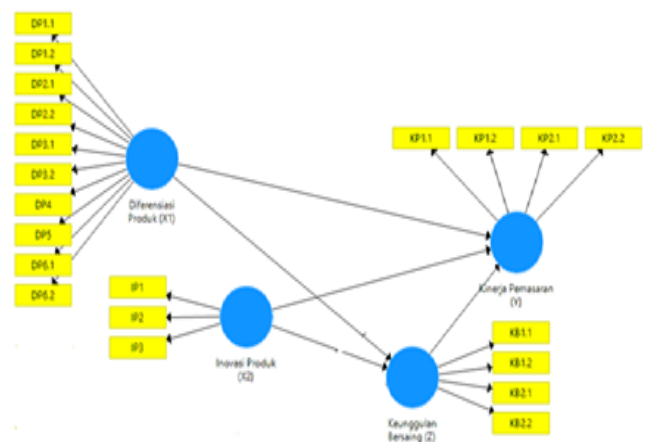 DP1.1
DP1.2
DP2.1
DP2.2
DP3.1
DP3.2
DP4
DP5
DP6.1
DP6.2
Diferensiasi
Produk (X1)
IP1
IP2
IP3
Inovasi Produk
(X2)
KP1.1
KP1.2
KP2.1
KP2.2
Kinerja Pemasaran
(Y)
KB1.1
KB1.2
KB2.1
KB2.2
Keunggulan
Bersaing (Z)